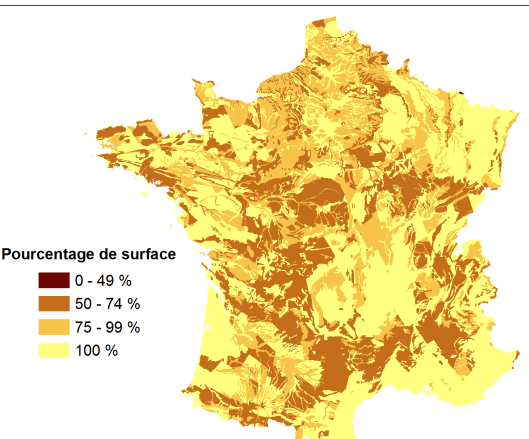 Pourcentage de surface
0 - 49 %
50 - 74 %
75 - 99 %
100 %